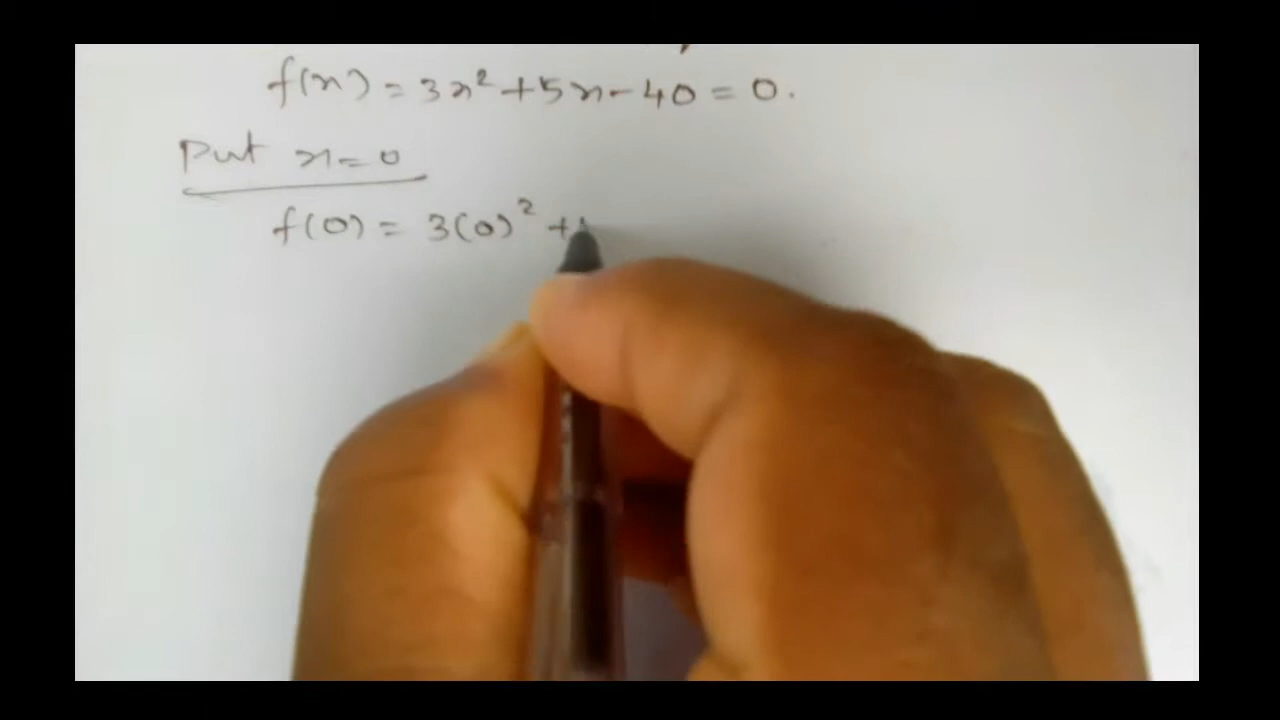 f(x) = 3x² + 5x - 40 = 0.
Put x = 0
f(0) = 3(0)² +